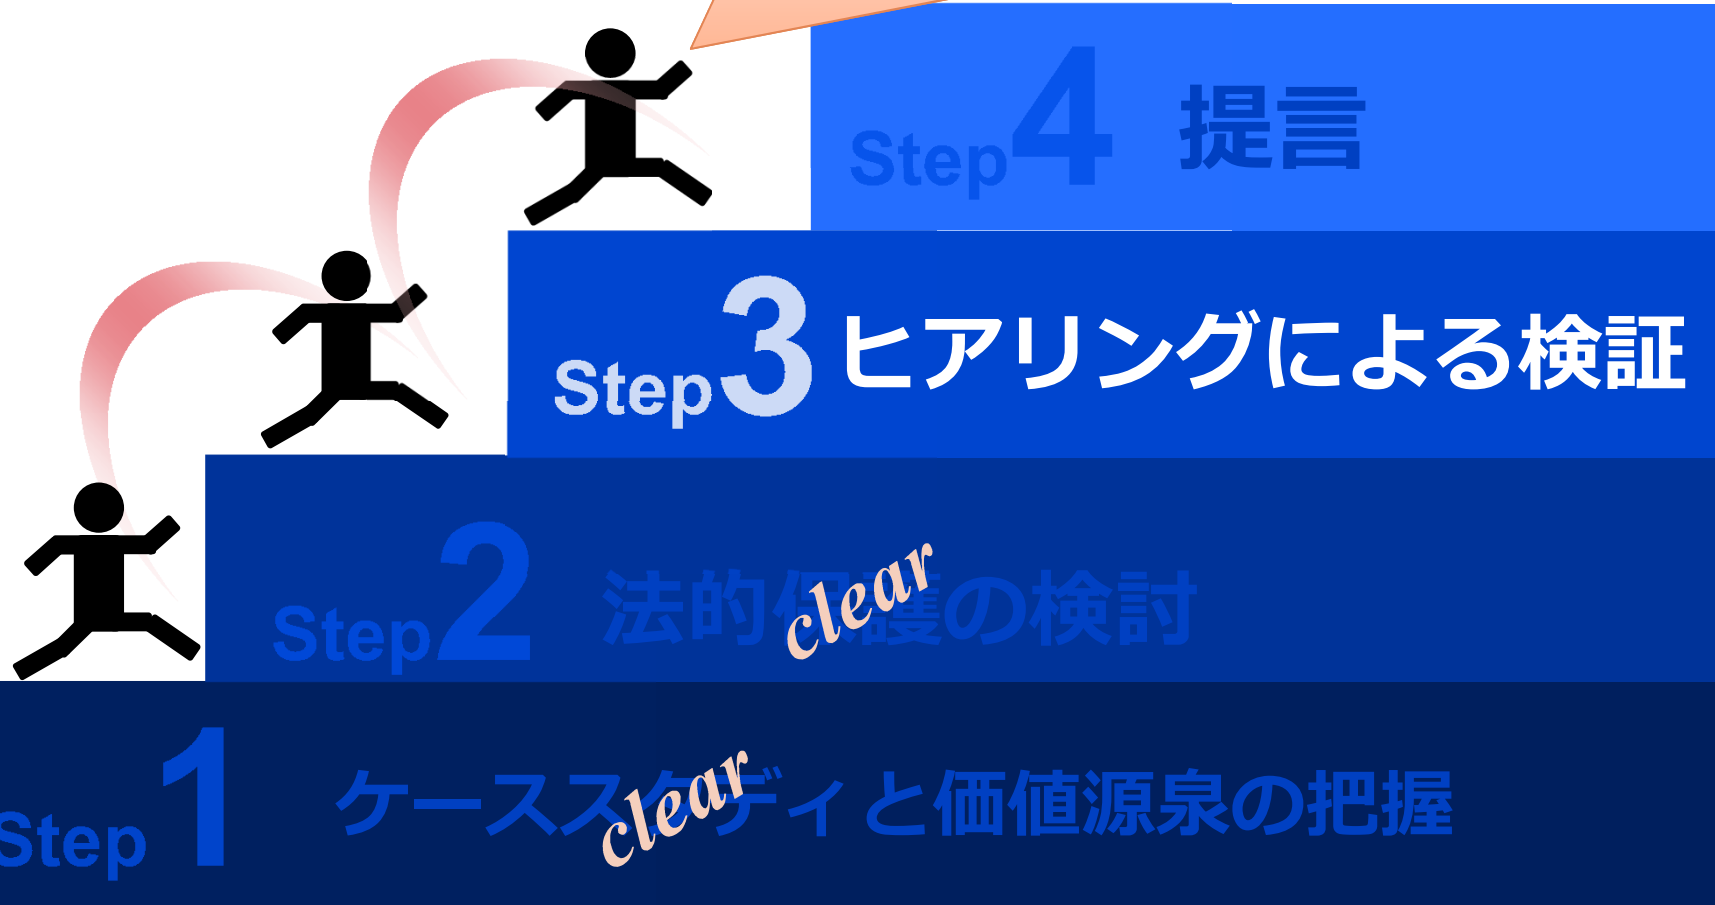 Step4 提言
Step3 ヒアリングによる検証
Step2 法的保護の検討
clear
Step1 ケーススタディと価値源泉の把握
clear